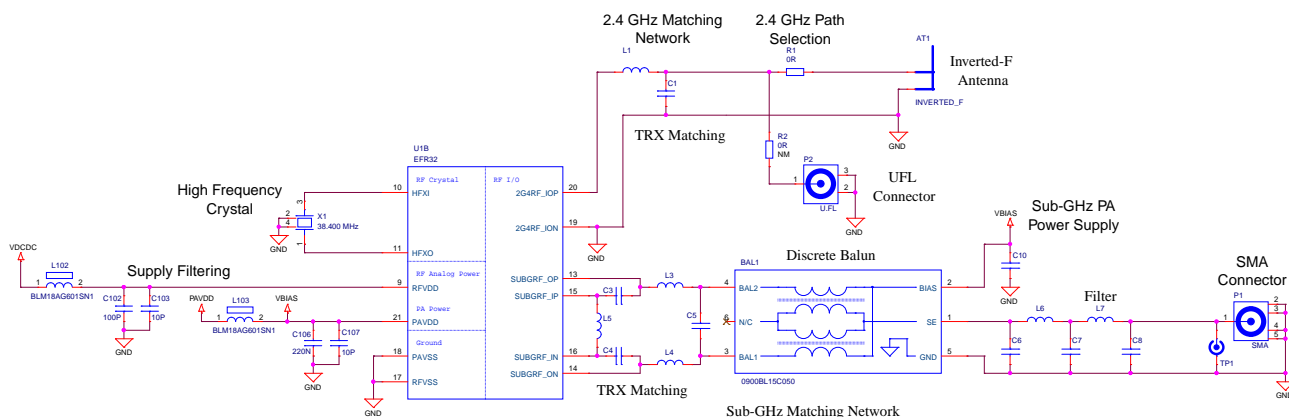 2.4 GHz Matching
Network
2.4 GHz Path
Selection
L1
C1
TRX Matching
R1
0R
AT1
INVERTED_F
Inverted-F
Antenna
GND
R2
0R
NM
P2
1
3
2
U.FL
UFL
Connector
GND
U1B
EFR32
RF Crystal
RF I/O
HFXI
HFXO
RF Analog Power
RFVDD
PA Power
PAVDD
Ground
PAVSS
RFVSS
2G4RF_IOP
2G4RF_ION
SUBGRF_OP
SUBGRF_IP
SUBGRF_IN
SUBGRF_ON
10
11
9
21
18
17
20
19
13
15
16
14
GND
High Frequency
Crystal
3
2
4
1
X1
38.400 MHz
GND
VDCDC
L102
1
2
BLM18AG601SN1
Supply Filtering
C102
100P
C103
10P
GND
PAVDD
L103
1
2
BLM18AG601SN1
VBIAS
C106
220N
C107
10P
GND
GND
L3
C3
L5
C4
L4
C5
TRX Matching
Discrete Balun
BAL1
4
BAL2
6
N/C
3
BAL1
BIAS
2
SE
1
GND
5
0900BL15C050
Sub-GHz Matching Network
Sub-GHz PA
Power Supply
VBIAS
C10
GND
Filter
L6
L7
C6
C7
C8
TP1
SMA
Connector
P1
1
2
3
4
5
SMA
GND